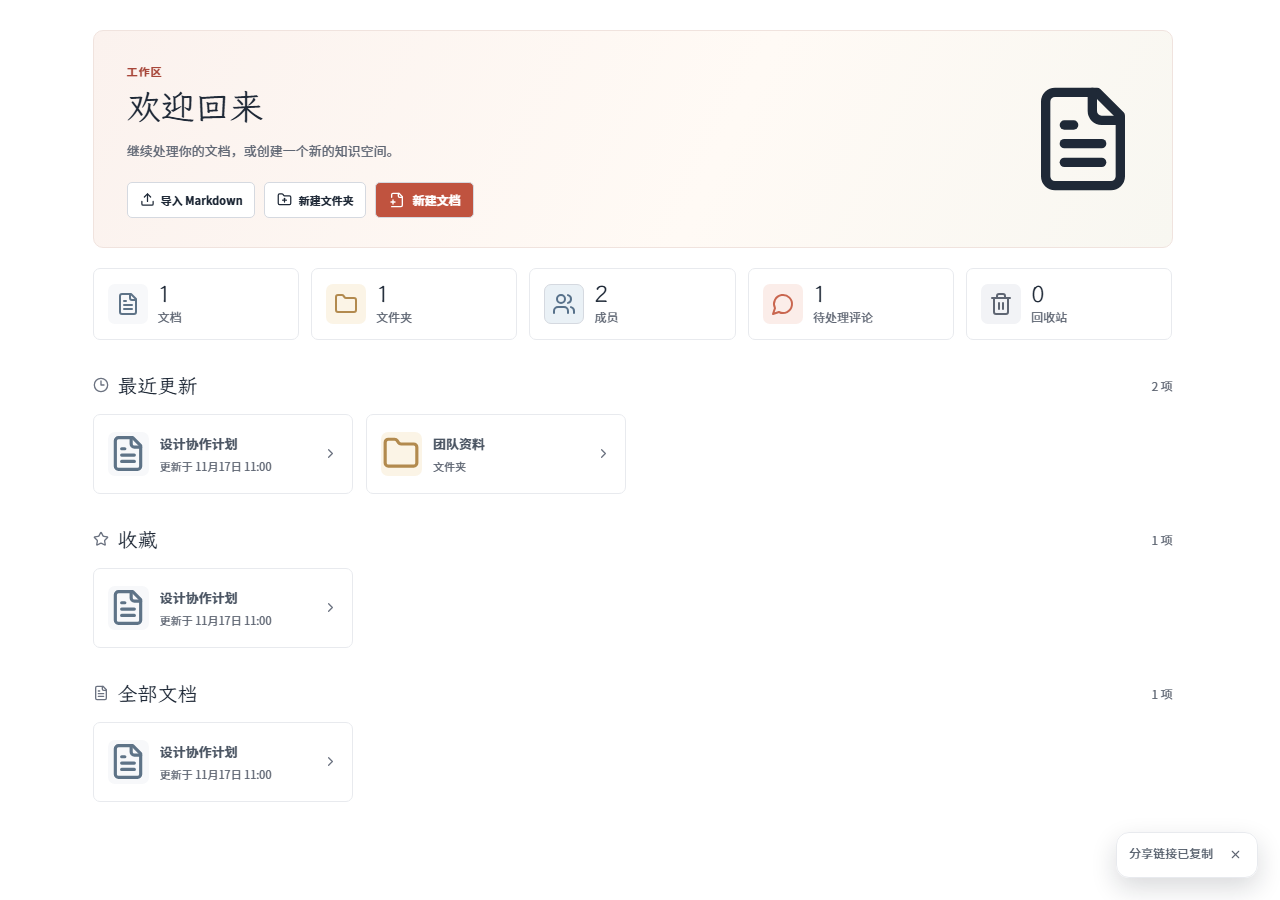 工作区
欢迎回来
继续处理你的文档，或创建一个新的知识空间。
导入 Markdown 新建文件夹 新建文档
1 1 2 1 0
文档 文件夹 成员 待处理评论 回收站
最近更新 2 项
设计协作计划 团队资料
更新于 11月17日 11:00 文件夹
收藏 1 项
设计协作计划
更新于 11月17日 11:00
全部文档 1 项
设计协作计划
更新于 11月17日 11:00
分享链接已复制